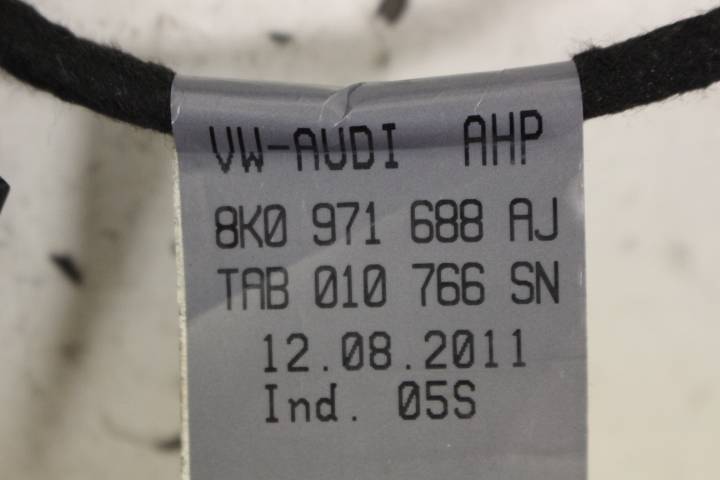 VW-AUDI AHP
8K0 971 688 AJ
TAB 010 766 SN
12.08.2011
Ind. 05S